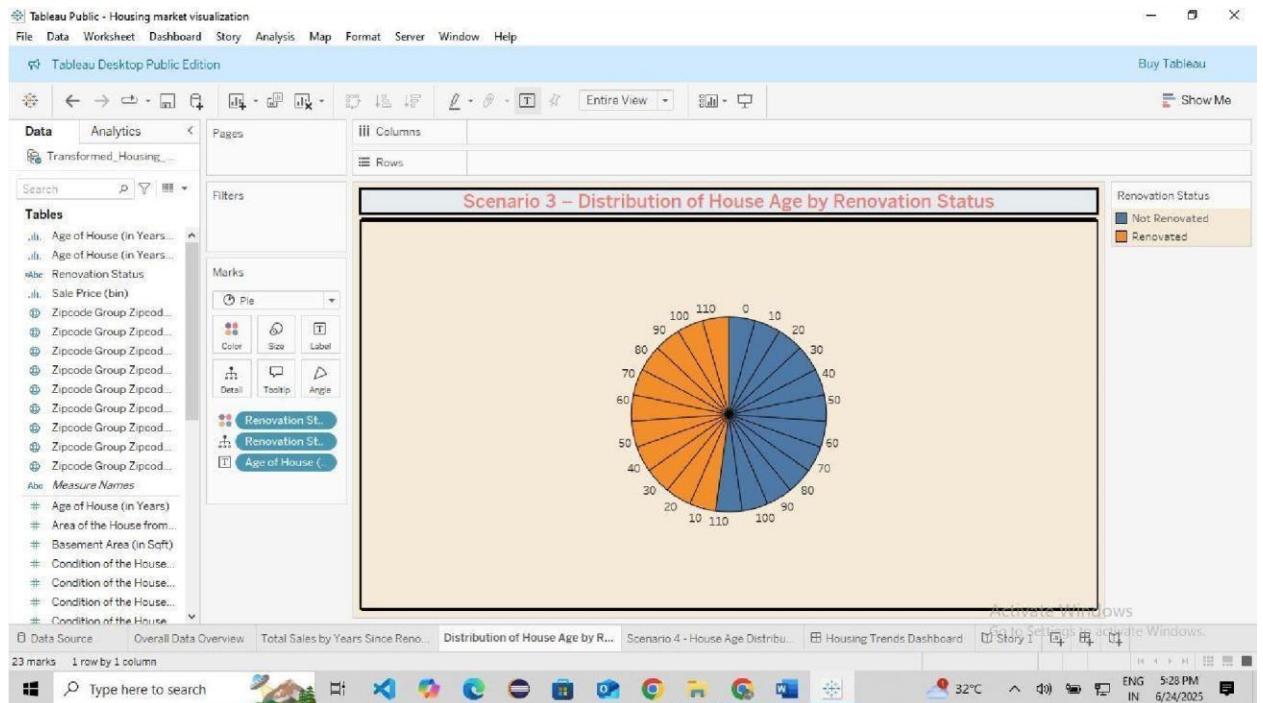 Tableau Public - Housing market visualization
File Data Worksheet Dashboard Story Analysis Map Format Server Window Help
Tableau Desktop Public Edition
Buy Tableau
Entire View
Show Me
Data Analytics
Transformed_Housing_...
Search
Tables
Age of House (in Years...
Age of House (in Years...
Abc Renovation Status
Sale Price (bin)
Zipcode Group Zipcod...
Zipcode Group Zipcod...
Zipcode Group Zipcod...
Zipcode Group Zipcod...
Zipcode Group Zipcod...
Zipcode Group Zipcod...
Zipcode Group Zipcod...
Zipcode Group Zipcod...
Zipcode Group Zipcod...
Abc Measure Names
# Age of House (in Years)
# Area of the House from...
# Basement Area (in Sqft)
# Condition of the House...
# Condition of the House...
# Condition of the House...
# Condition of the House
Pages
Filters
Marks
Pie
Color Size Label
Detail Tooltip Angle
Renovation St..
Renovation St..
T Age of House (..
iii Columns
Rows
Scenario 3 – Distribution of House Age by Renovation Status
0
10
20
30
40
50
60
70
80
90
100
110
10
20
30
40
50
60
70
80
90
100
110
Renovation Status
Not Renovated
Renovated
Activate Windows
Go to Settings to activate Windows.
Data Source Overall Data Overview Total Sales by Years Since Reno... Distribution of House Age by R... Scenario 4 - House Age Distribu... Housing Trends Dashboard Story 1
23 marks 1 row by 1 column
Type here to search
32°C
ENG
IN
5:28 PM
6/24/2025